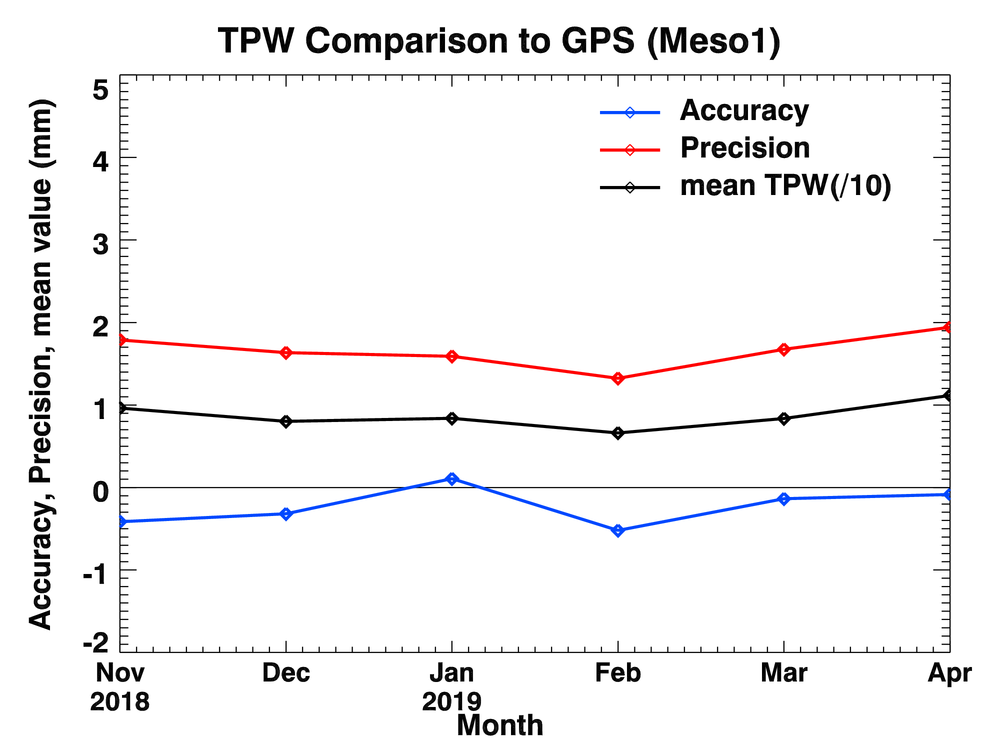 TPW Comparison to GPS (Meso1)
Accuracy, Precision, mean value (mm)
5
4
3
2
1
0
-1
-2
Accuracy
Precision
mean TPW(/10)
Nov Dec Jan Feb Mar Apr
2018 2019
Month